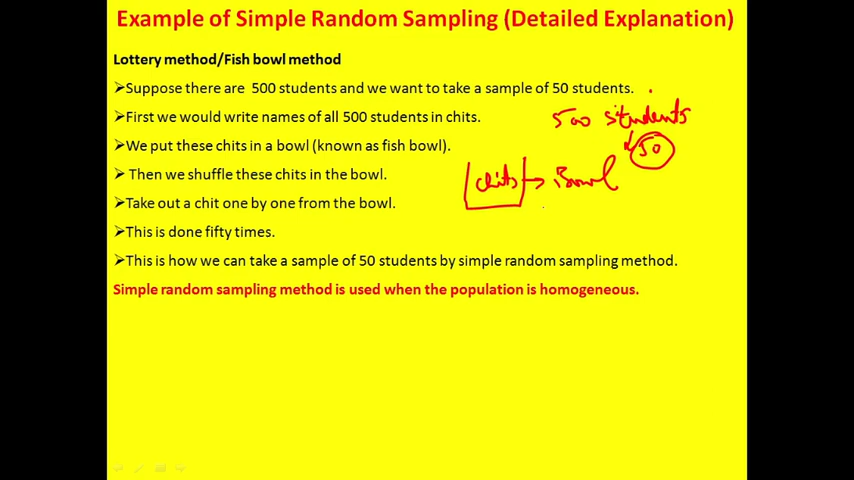 Example of Simple Random Sampling (Detailed Explanation)
Lottery method/Fish bowl method
➢Suppose there are 500 students and we want to take a sample of 50 students.
➢First we would write names of all 500 students in chits.
500 students
➢We put these chits in a bowl (known as fish bowl).
50
➢Then we shuffle these chits in the bowl.
chits → Bowl
➢Take out a chit one by one from the bowl.
➢This is done fifty times.
➢This is how we can take a sample of 50 students by simple random sampling method.
Simple random sampling method is used when the population is homogeneous.